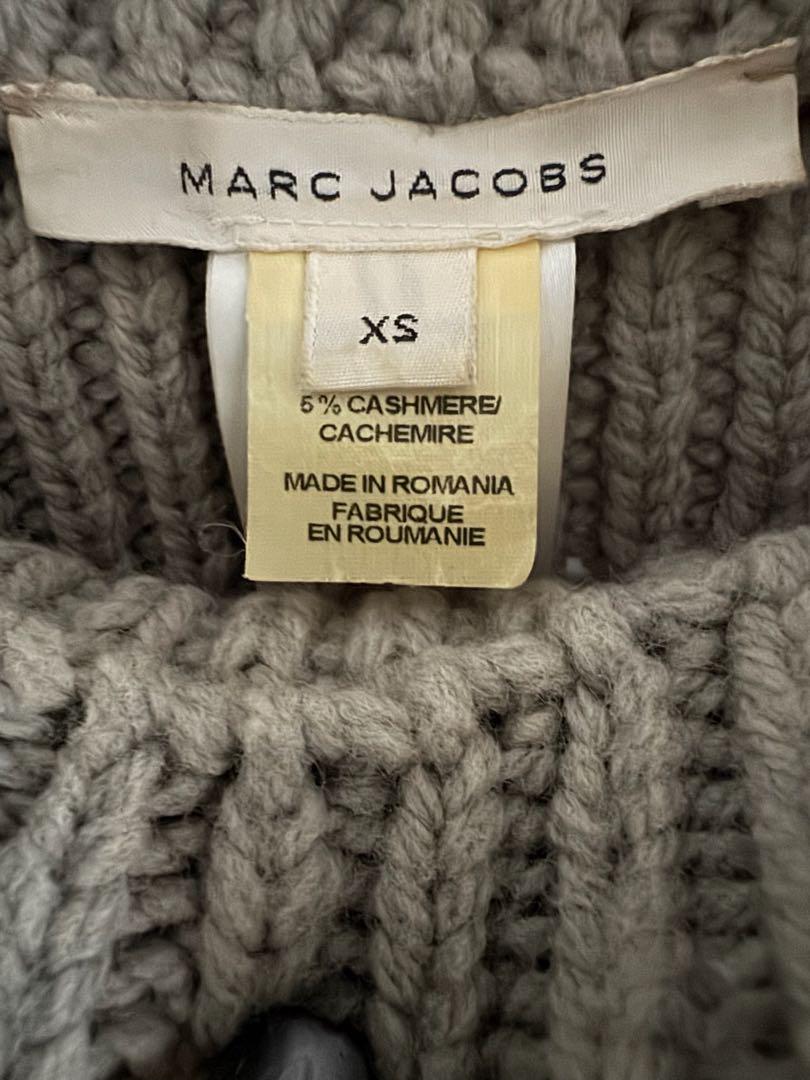 MARC JACOBS
XS
5% CASHMERE/
CACHEMIRE
MADE IN ROMANIA
FABRIQUE
EN ROUMANIE